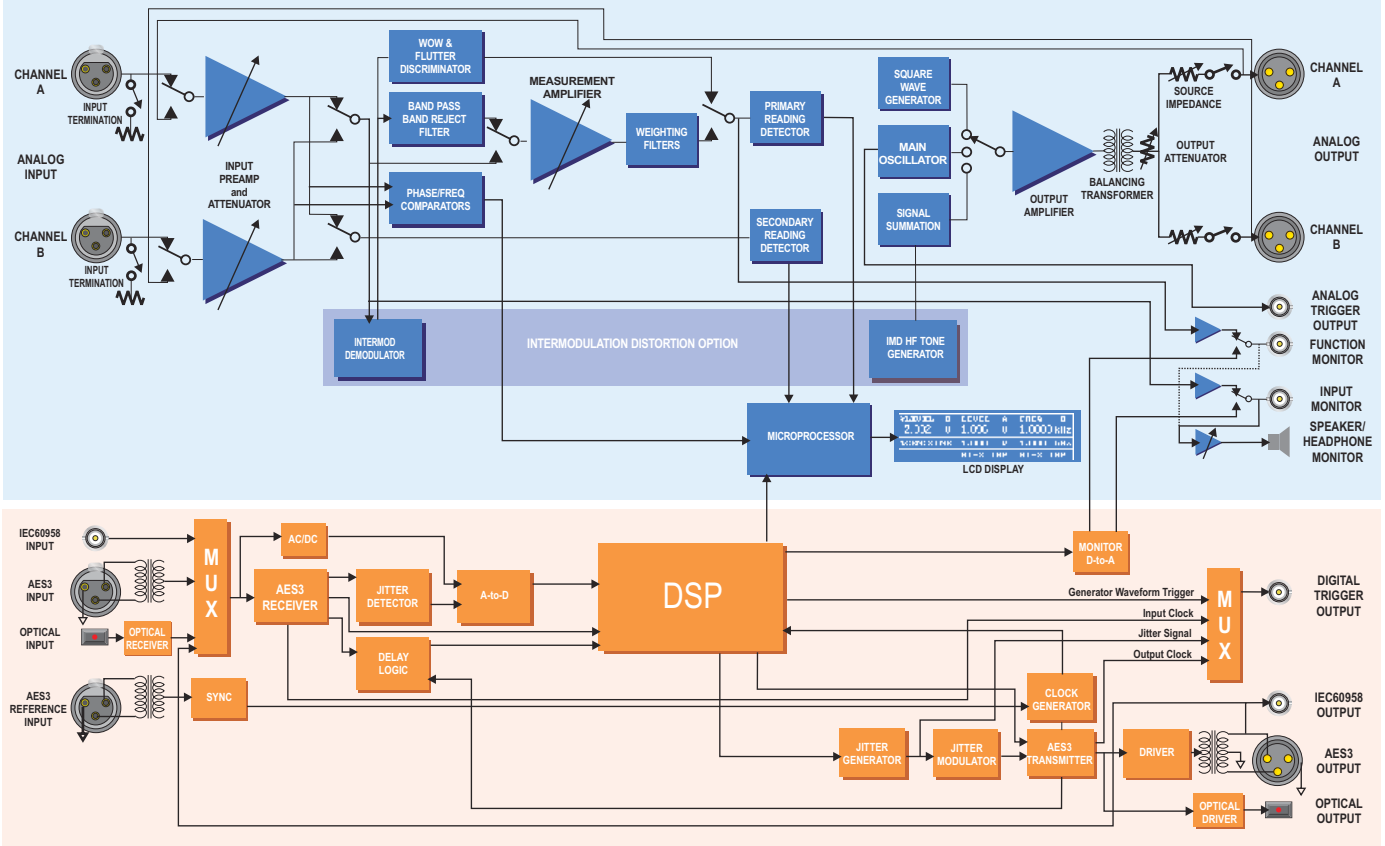 WOW &
FLUTTER
DISCRIMINATOR
CHANNEL
A
INPUT
TERMINATION
ANALOG
INPUT
CHANNEL
B
INPUT
TERMINATION
INPUT
PREAMP
and
ATTENUATOR
BAND PASS
BAND REJECT
FILTER
PHASE/FREQ
COMPARATORS
MEASUREMENT
AMPLIFIER
WEIGHTING
FILTERS
PRIMARY
READING
DETECTOR
SECONDARY
READING
DETECTOR
SQUARE
WAVE
GENERATOR
MAIN
OSCILLATOR
SIGNAL
SUMMATION
OUTPUT
AMPLIFIER
BALANCING
TRANSFORMER
SOURCE
IMPEDANCE
OUTPUT
ATTENUATOR
CHANNEL
A
ANALOG
OUTPUT
CHANNEL
B
ANALOG
TRIGGER
OUTPUT
FUNCTION
MONITOR
INPUT
MONITOR
SPEAKER/
HEADPHONE
MONITOR
INTERMOD
DEMODULATOR
INTERMODULATION DISTORTION OPTION
IMD HF TONE
GENERATOR
MICROPROCESSOR
LCD DISPLAY
IEC60958
INPUT
AES3
INPUT
OPTICAL
INPUT
OPTICAL
RECEIVER
AES3
REFERENCE
INPUT
MUX
SYNC
AC/DC
AES3
RECEIVER
JITTER
DETECTOR
A-to-D
DELAY
LOGIC
DSP
MONITOR
D-to-A
Generator Waveform Trigger
Input Clock
Jitter Signal
Output Clock
MUX
DIGITAL
TRIGGER
OUTPUT
CLOCK
GENERATOR
JITTER
GENERATOR
JITTER
MODULATOR
AES3
TRANSMITTER
DRIVER
OPTICAL
DRIVER
IEC60958
OUTPUT
AES3
OUTPUT
OPTICAL
OUTPUT